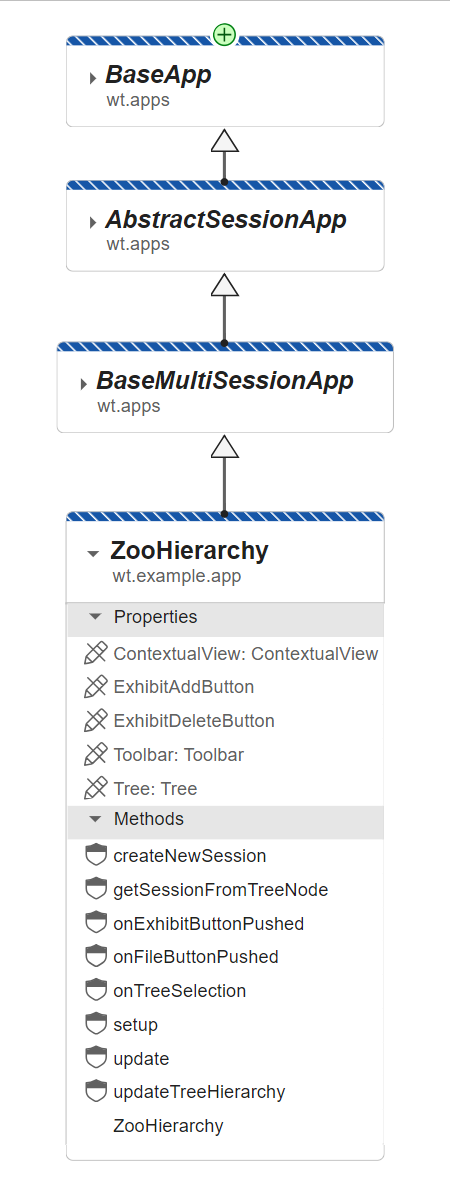 BaseApp
wt.apps
AbstractSessionApp
wt.apps
BaseMultiSessionApp
wt.apps
ZooHierarchy
wt.example.app
Properties
ContextualView: ContextualView
ExhibitAddButton
ExhibitDeleteButton
Toolbar: Toolbar
Tree: Tree
Methods
createNewSession
getSessionFromTreeNode
onExhibitButtonPushed
onFileButtonPushed
onTreeSelection
setup
update
updateTreeHierarchy
ZooHierarchy